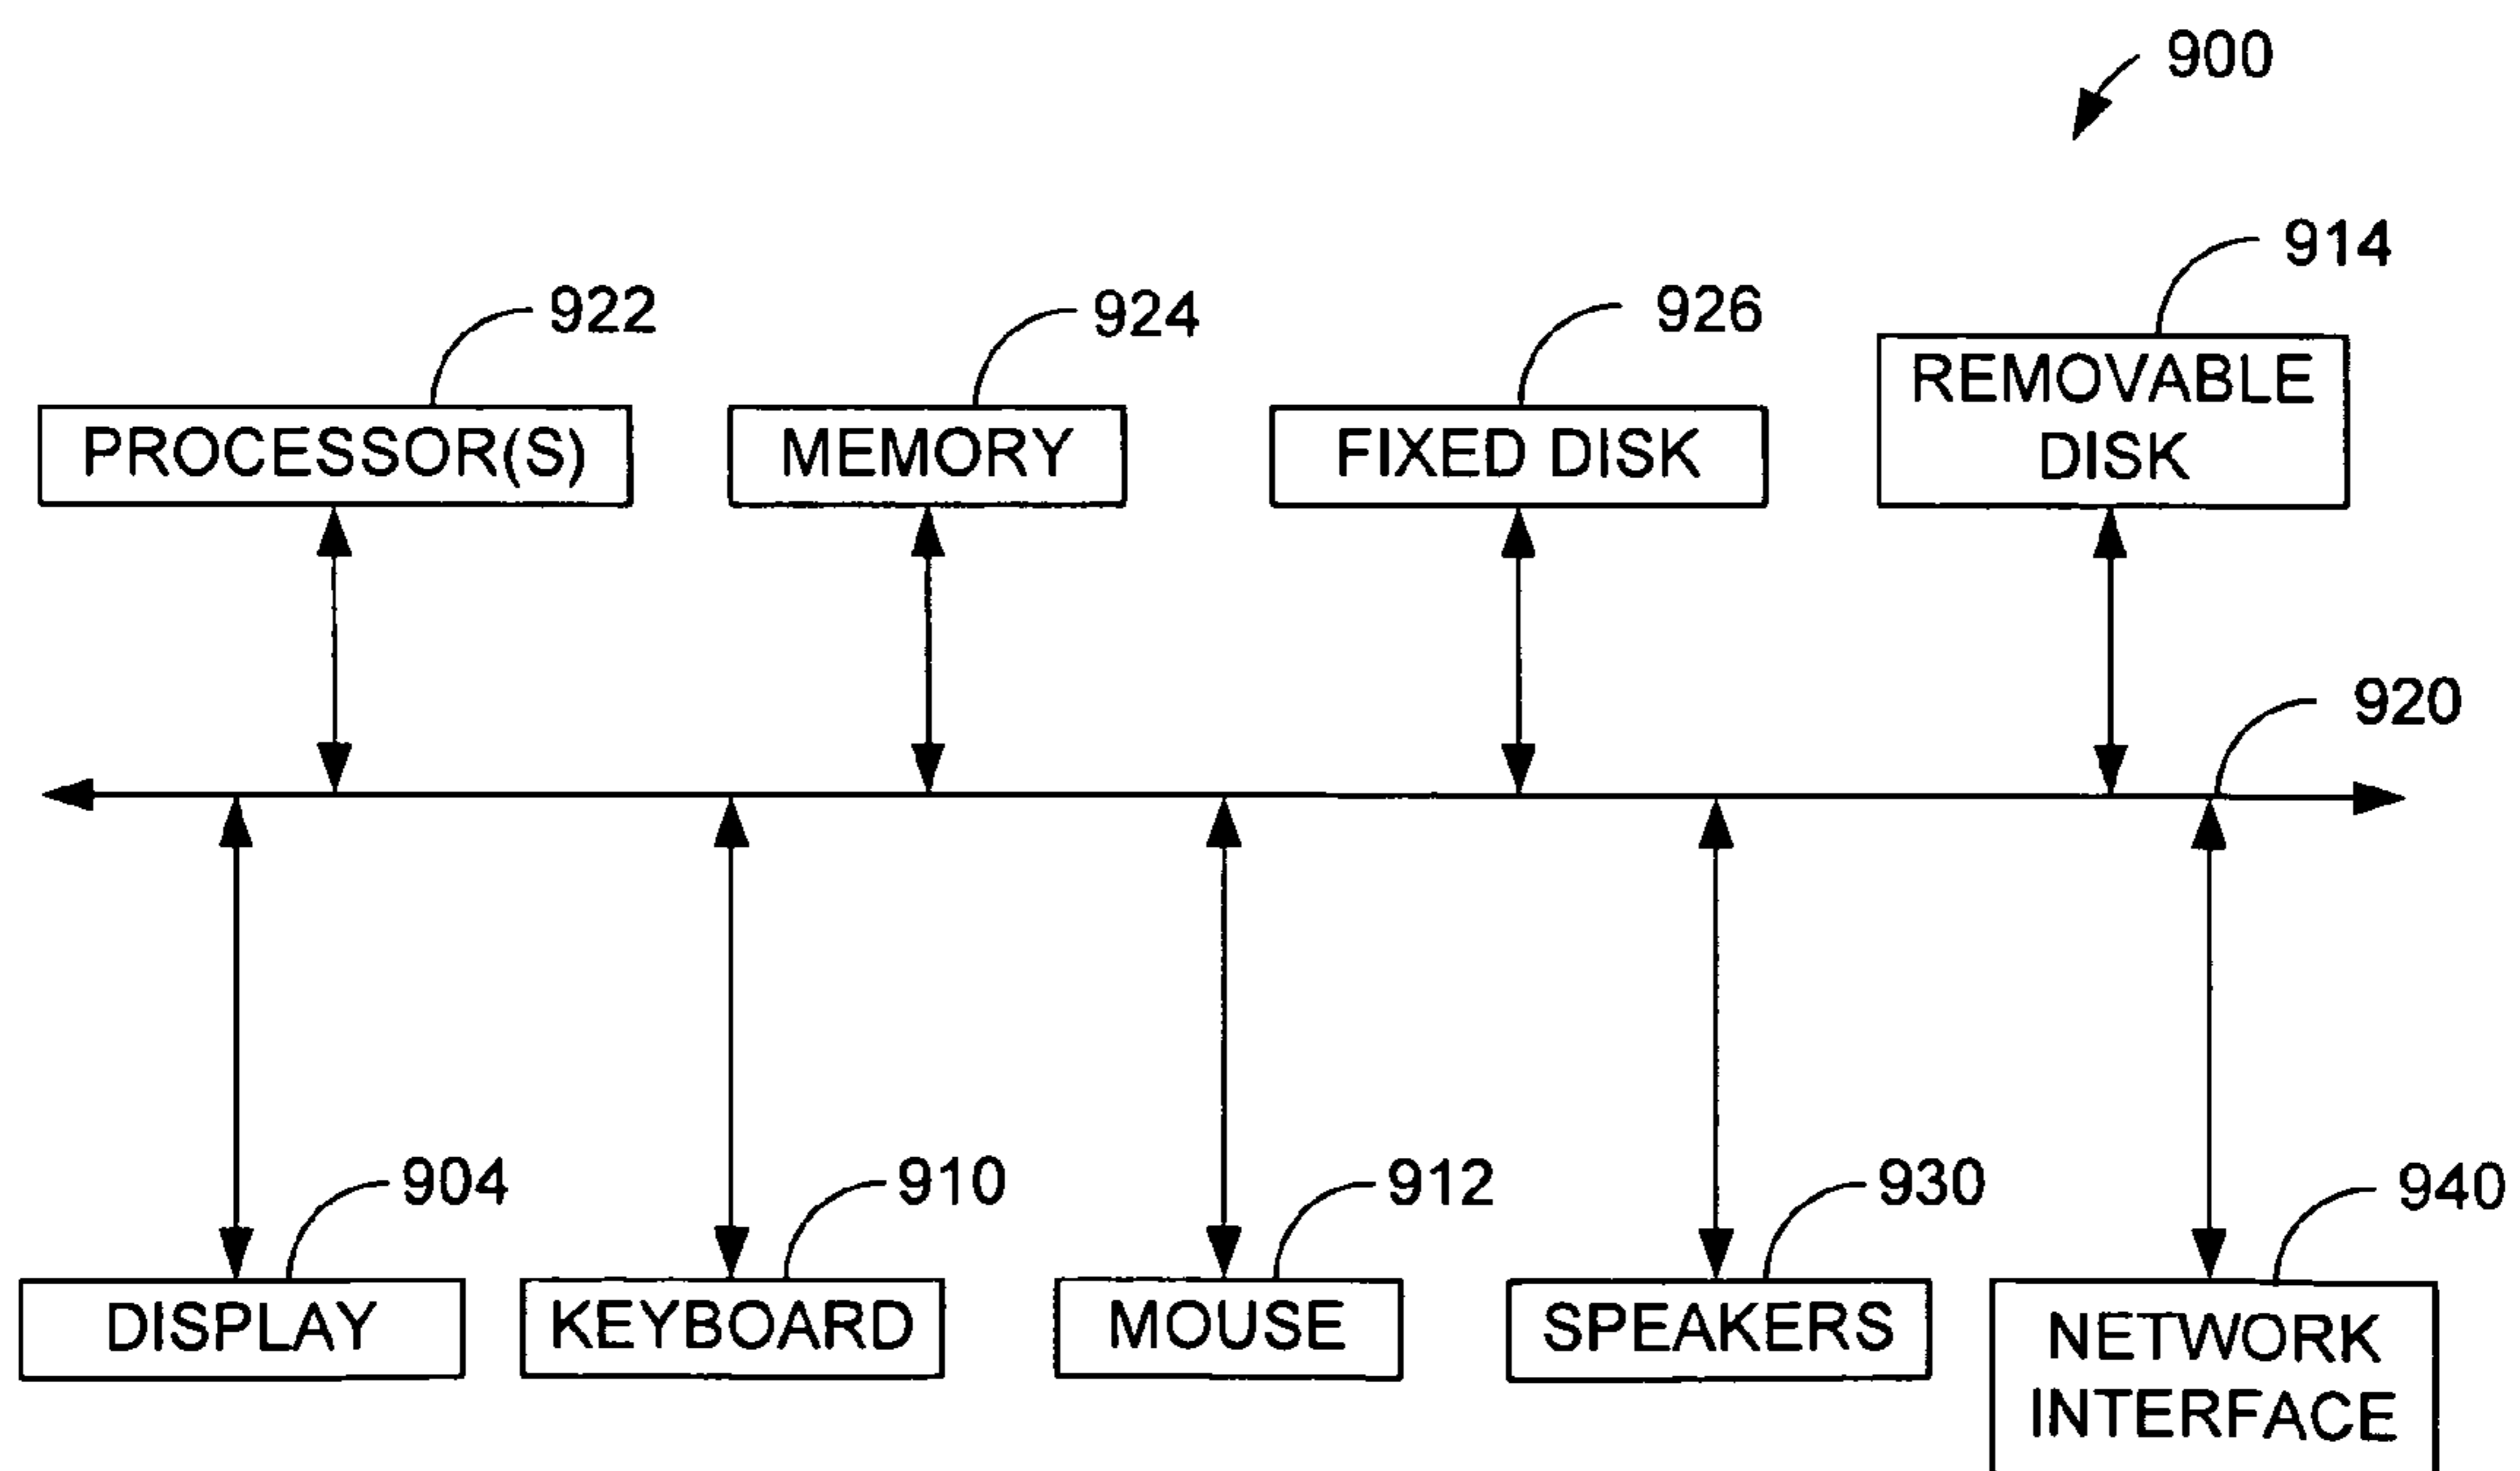 900
914
922
924
926
REMOVABLE
DISK
PROCESSOR(S)
MEMORY
FIXED DISK
920
904
910
912
930
940
DISPLAY
KEYBOARD
MOUSE
SPEAKERS
NETWORK
INTERFACE